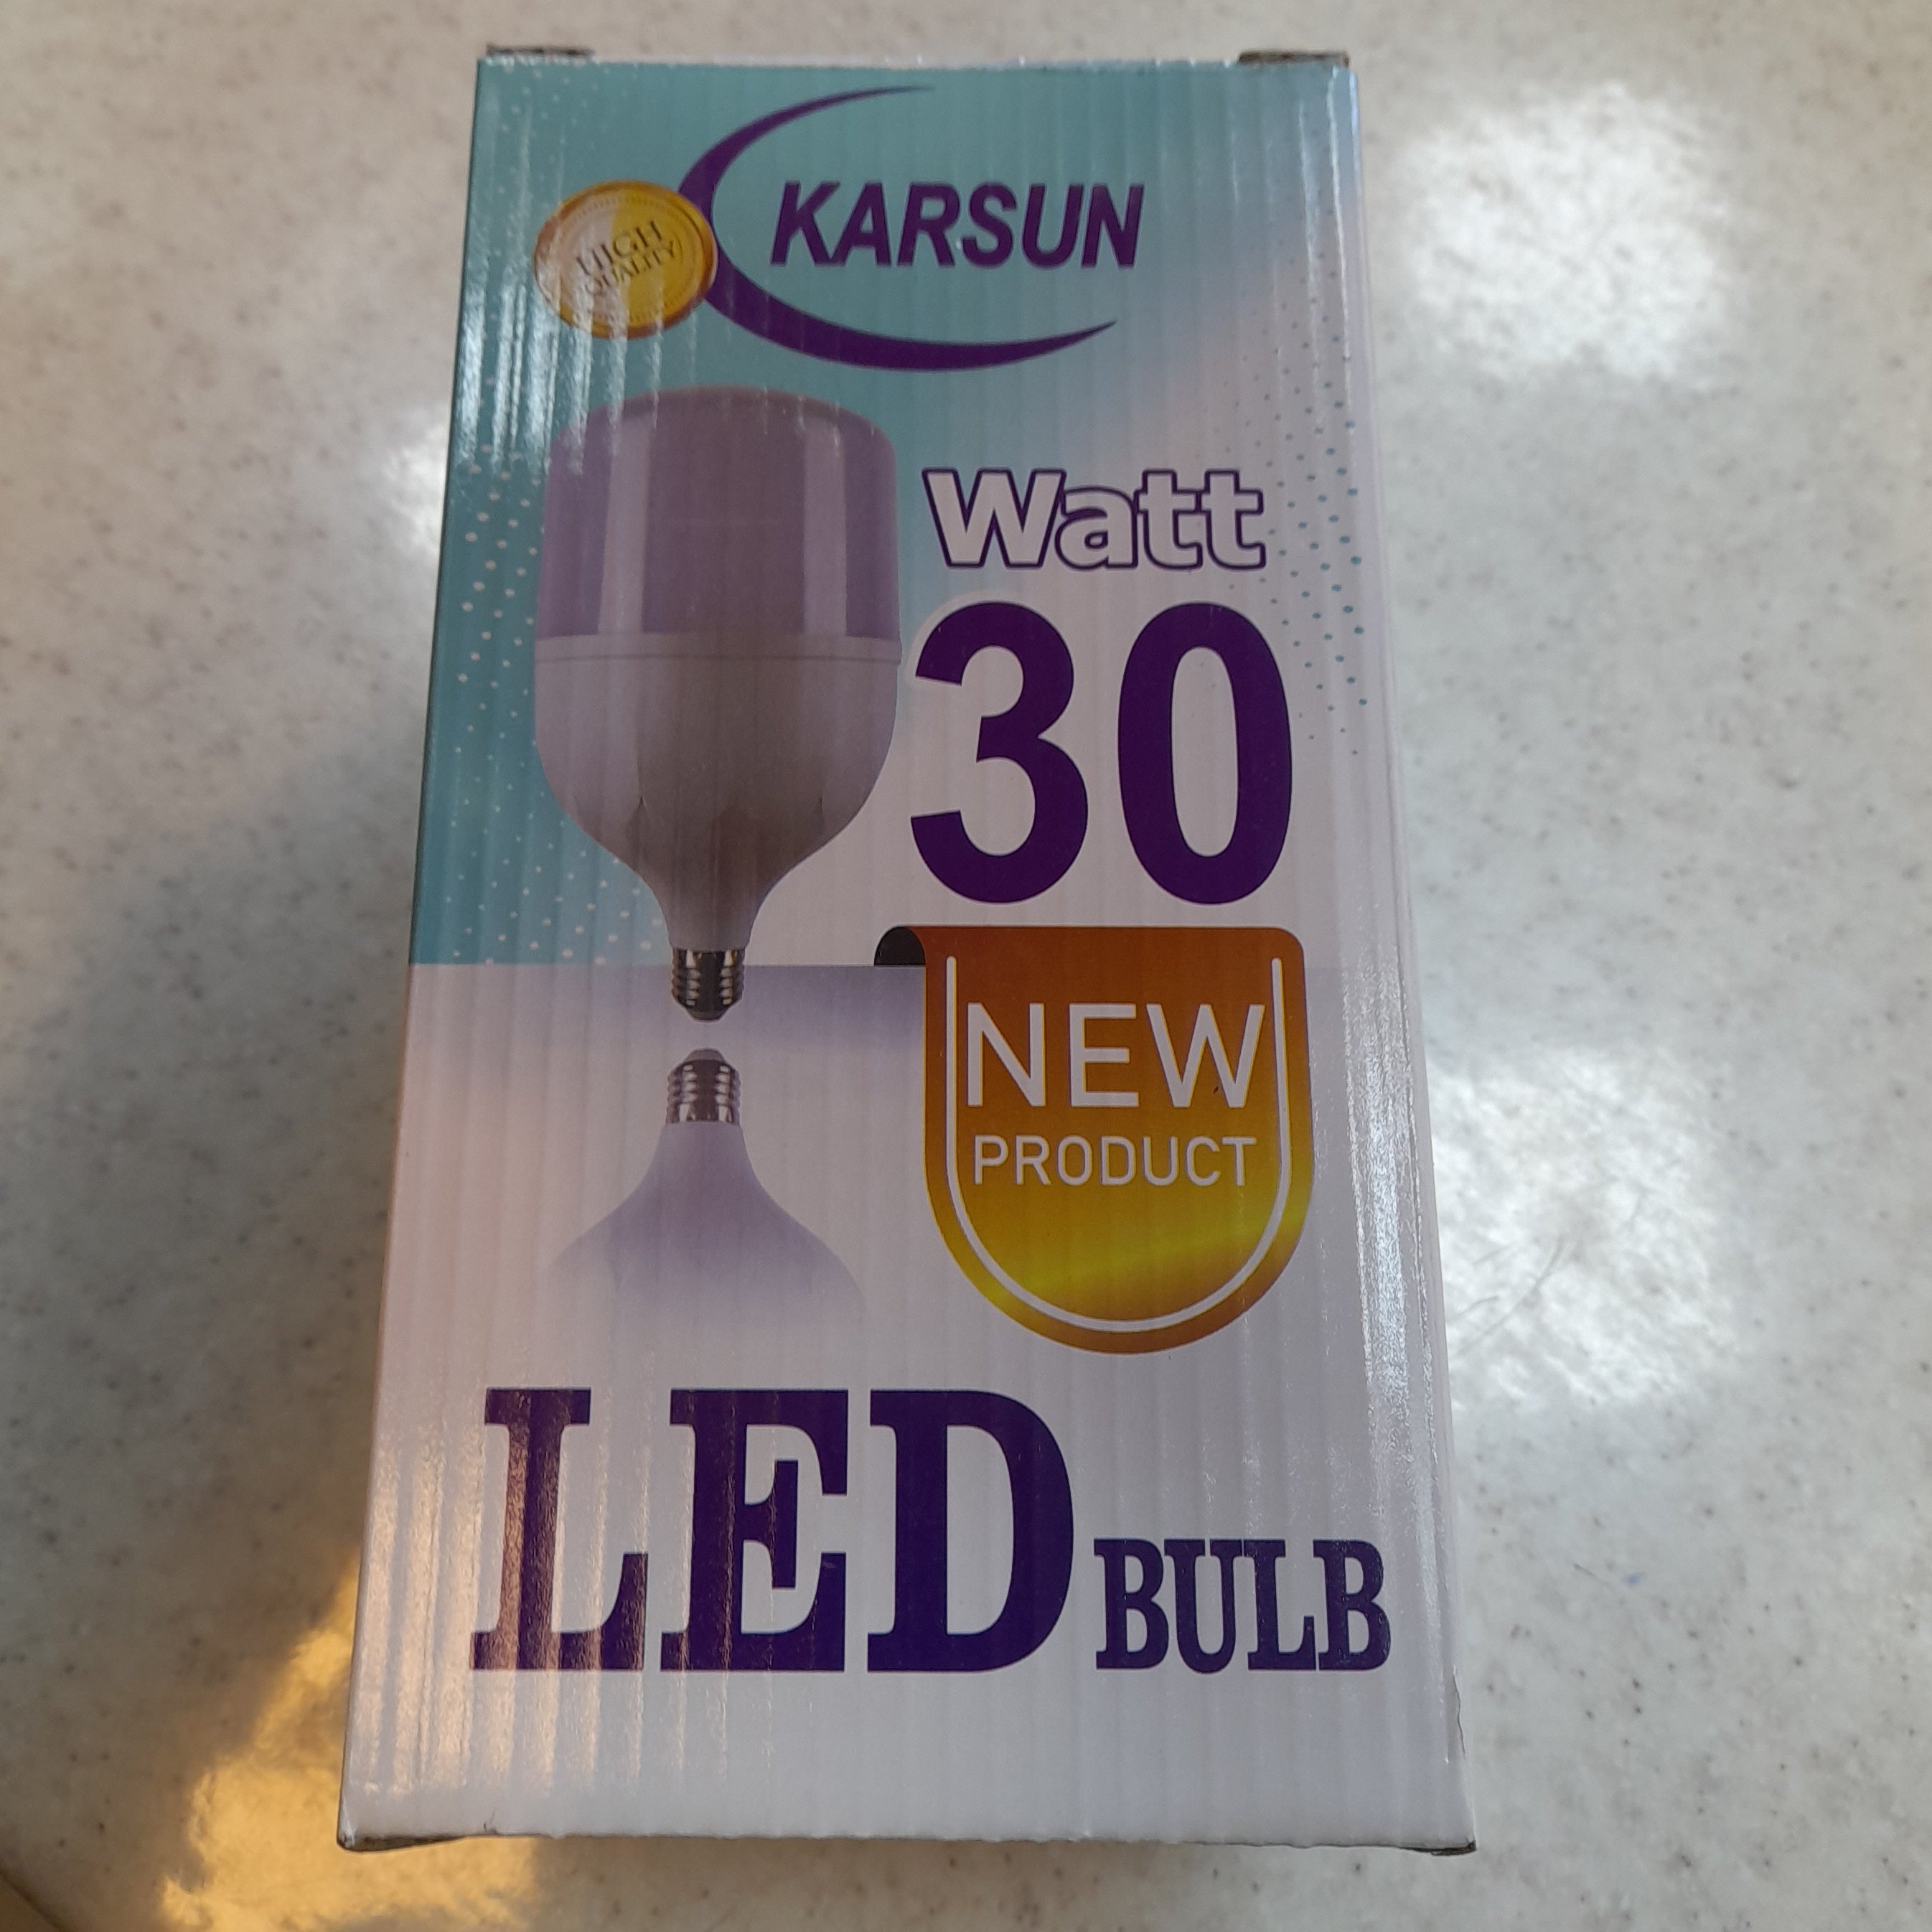 KARSUN
HIGH
QUALITY
Watt
30
NEW
PRODUCT
LED BULB